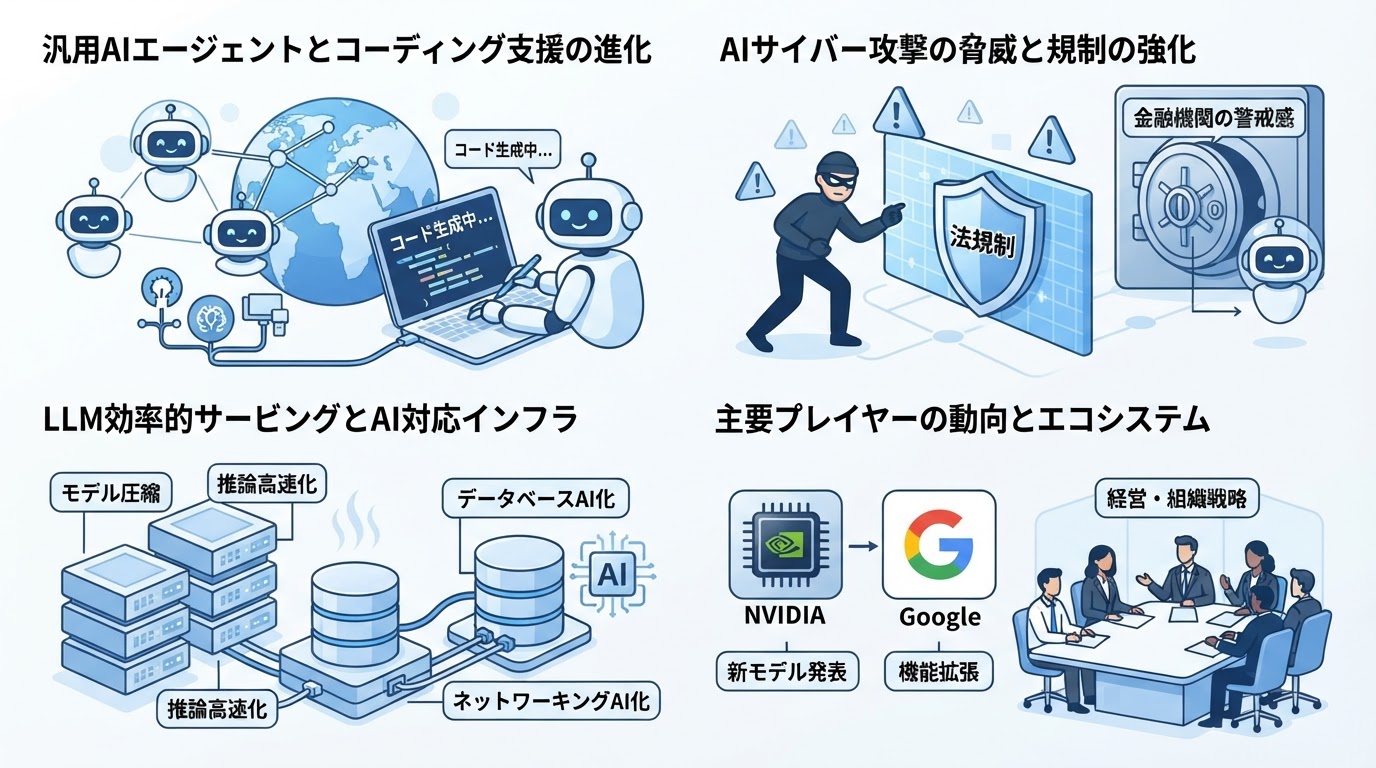 汎用AIエージェントとコーディング支援の進化
コード生成中...
コード生成中...
AIサイバー攻撃の脅威と規制の強化
金融機関の警戒感
法規制
LLM効率的サービングとAI対応インフラ
モデル圧縮
推論高速化
データベースAI化
AI
推論高速化
ネットワーキングAI化
主要プレイヤーの動向とエコシステム
経営・組織戦略
NVIDIA
Google
新モデル発表
機能拡張